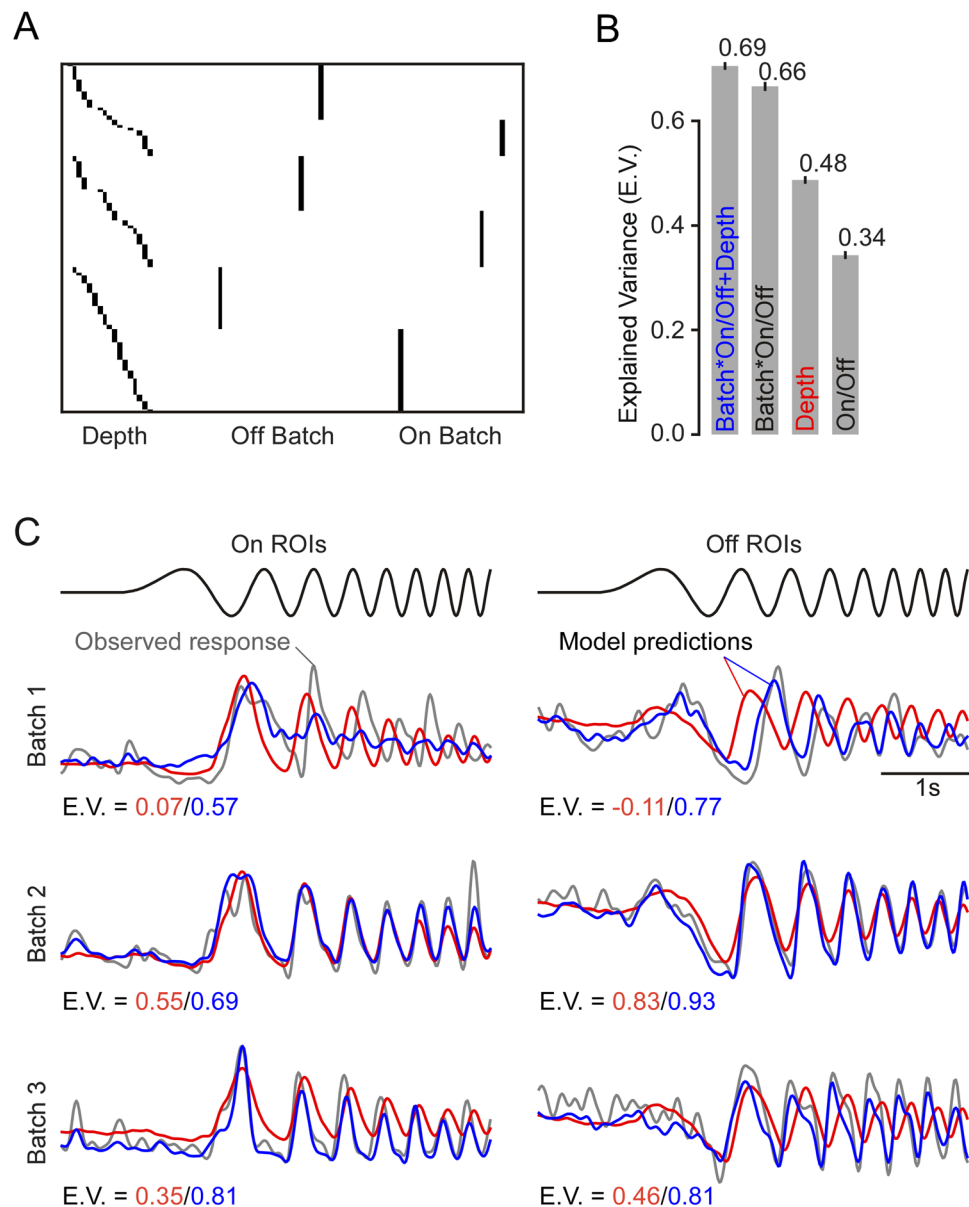 A
Depth
Off Batch
On Batch
B
Explained Variance (E.V.)
0.6
0.4
0.2
0.0
0.69
0.66
0.48
0.34
Batch*On/Off+Depth
Batch*On/Off
Depth
On/Off
C
On ROIs
Off ROIs
Observed response
Model predictions
Batch 1
1s
E.V. = 0.07/0.57
E.V. = -0.11/0.77
Batch 2
E.V. = 0.55/0.69
E.V. = 0.83/0.93
Batch 3
E.V. = 0.35/0.81
E.V. = 0.46/0.81